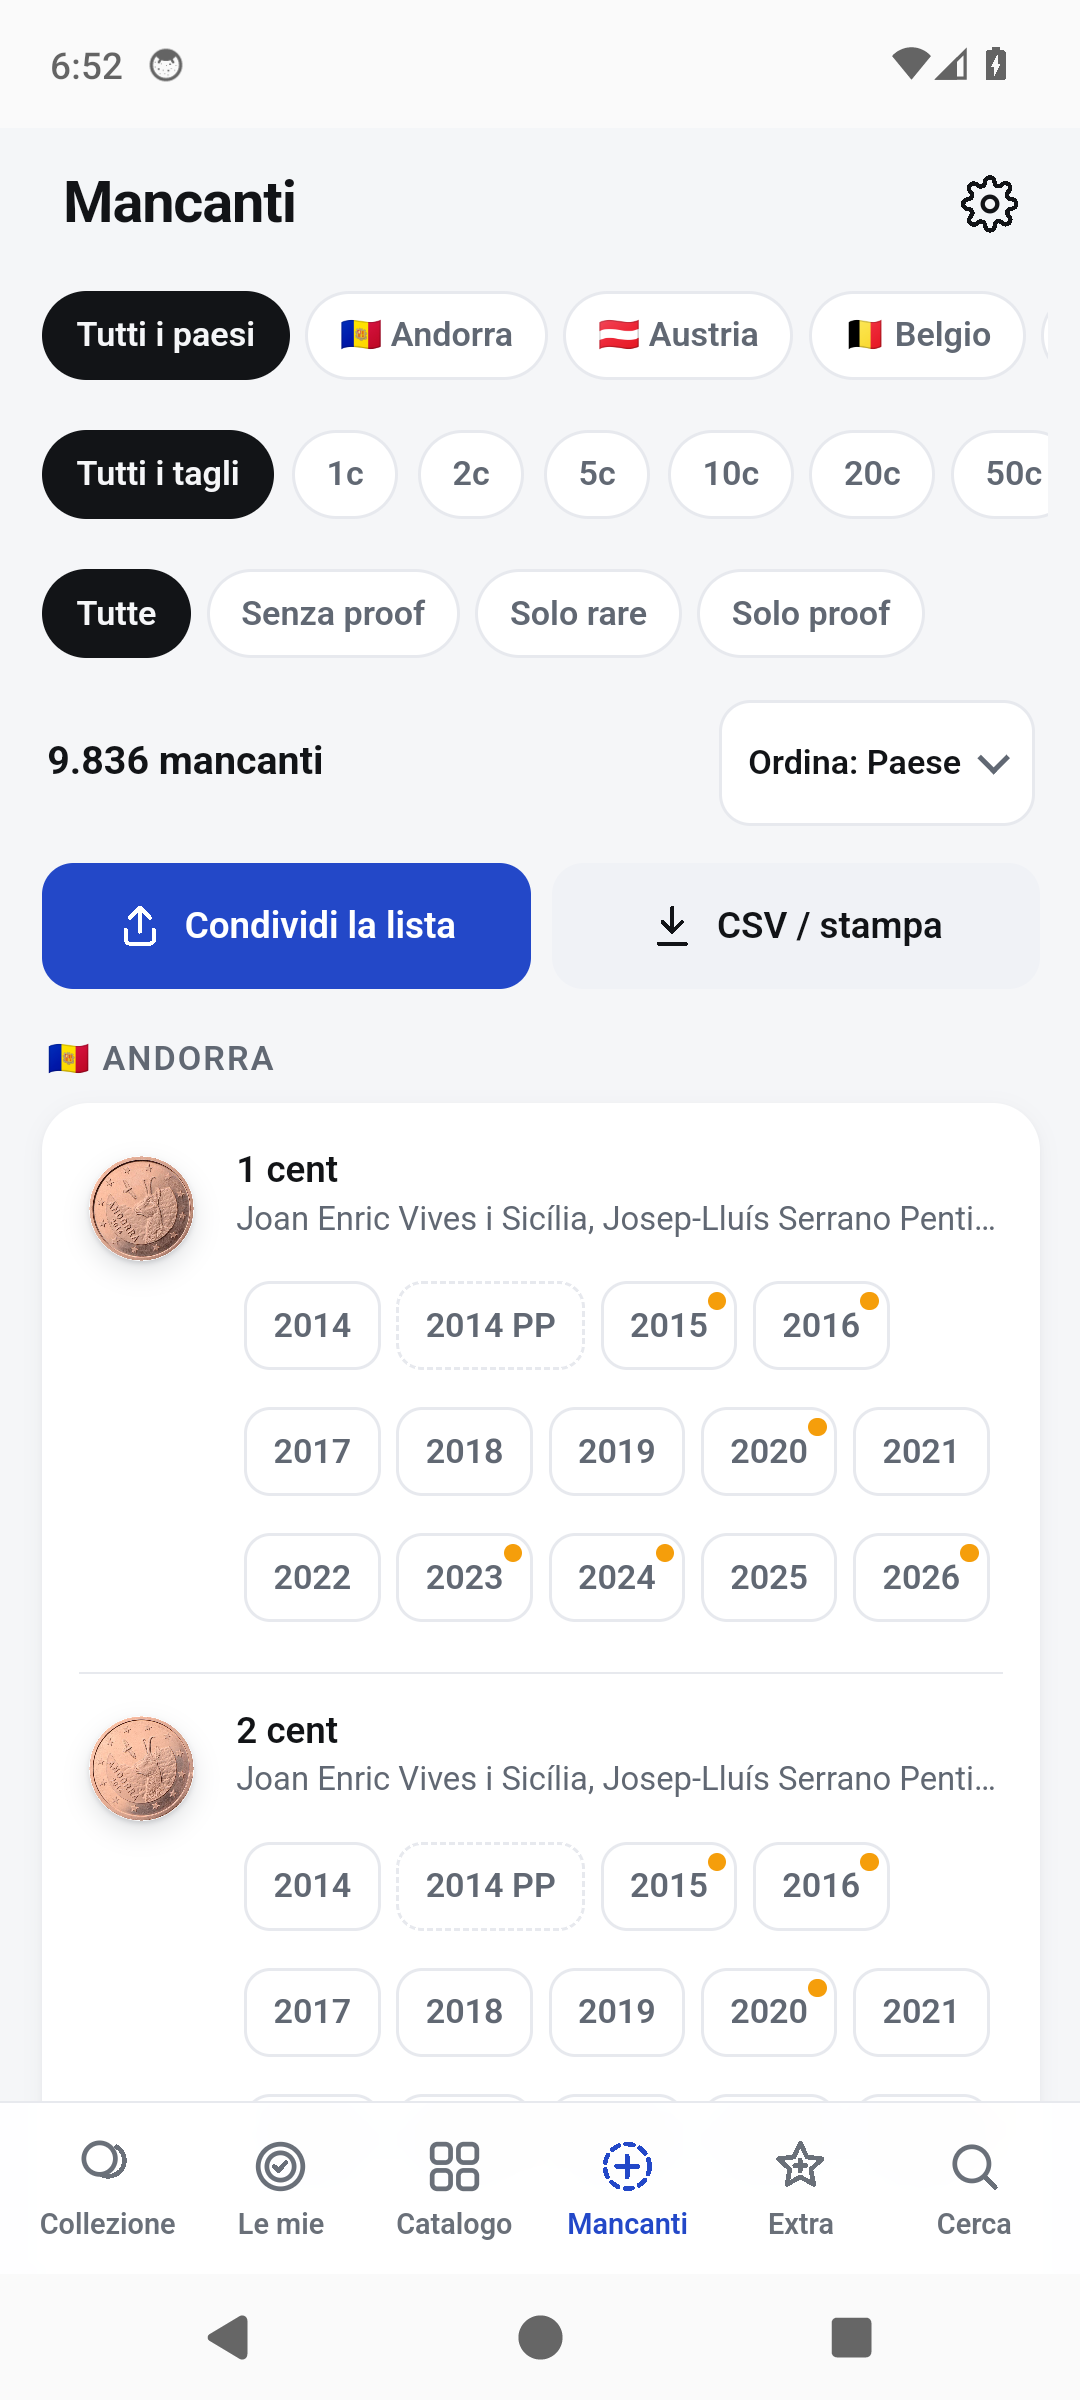 6:52
Mancanti
Tutti i paesi Andorra Austria Belgio
Tutti i tagli 1c 2c 5c 10c 20c 50c
Tutte Senza proof Solo rare Solo proof
9.836 mancanti Ordina: Paese
Condividi la lista CSV / stampa
ANDORRA
1 cent
Joan Enric Vives i Sicília, Josep-Lluís Serrano Penti...
2014 2014 PP 2015 2016
2017 2018 2019 2020 2021
2022 2023 2024 2025 2026
2 cent
Joan Enric Vives i Sicília, Josep-Lluís Serrano Penti...
2014 2014 PP 2015 2016
2017 2018 2019 2020 2021
Collezione Le mie Catalogo Mancanti Extra Cerca